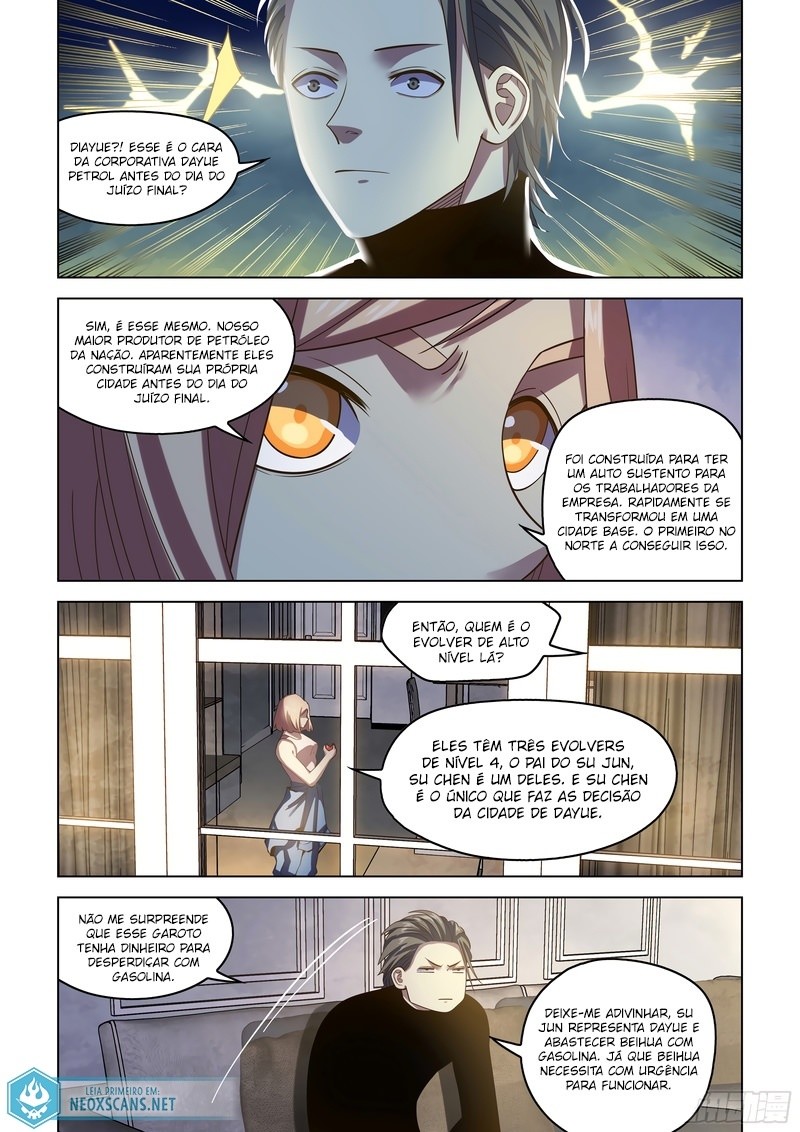 DIAYUE?! ESSE É O CARA
DA CORPORATIVA DAYUE
PETROL ANTES DO DIA DO
JUÍZO FINAL?
SIM, É ESSE MESMO. NOSSO
MAIOR PRODUTOR DE PETRÓLEO
DA NAÇÃO. APARENTEMENTE ELES
CONSTRUÍRAM SUA PRÓPRIA
CIDADE ANTES DO DIA DO
JUÍZO FINAL.
FOI CONSTRUÍDA PARA TER
UM AUTO SUSTENTO PARA
OS TRABALHADORES DA
EMPRESA. RAPIDAMENTE SE
TRANSFORMOU EM UMA
CIDADE BASE. O PRIMEIRO NO
NORTE A CONSEGUIR ISSO.
ENTÃO, QUEM É O
EVOLVER DE ALTO
NÍVEL LÁ?
ELES TÊM TRÊS EVOLVERS
DE NÍVEL 4, O PAI DO SU JUN,
SU CHEN É UM DELES. E SU CHEN
É O ÚNICO QUE FAZ AS DECISÃO
DA CIDADE DE DAYUE.
NÃO ME SURPREENDE
QUE ESSE GAROTO
TENHA DINHEIRO PARA
DESPERDIÇAR COM
GASOLINA.
DEIXE-ME ADIVINHAR, SU
JUN REPRESENTA DAYUE E
ABASTECER BEIHUA COM
GASOLINA. JÁ QUE BEIHUA
NECESSITA COM URGÊNCIA
PARA FUNCIONAR.
LEIA PRIMEIRO EM:
NEOXSCANS.NET